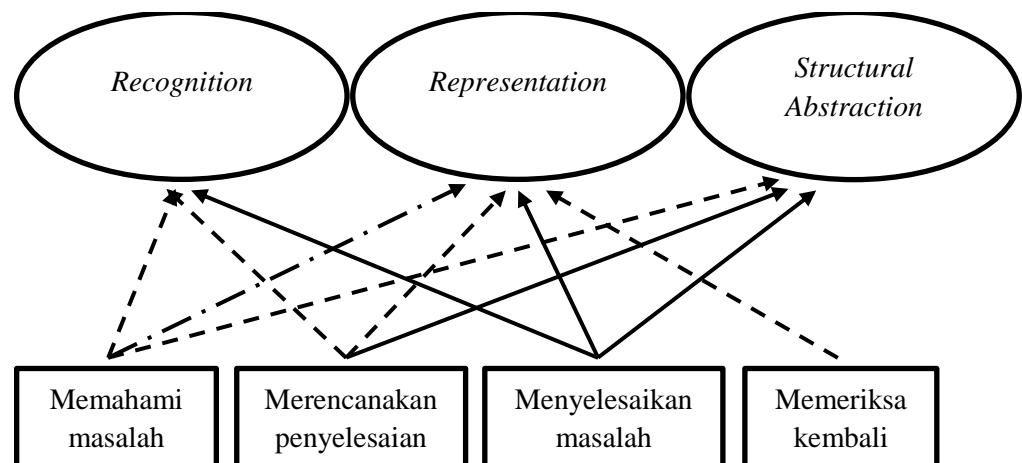 Recognition
Representation
Structural
Abstraction
Memahami
masalah
Merencanakan
penyelesaian
Menyelesaikan
masalah
Memeriksa
kembali